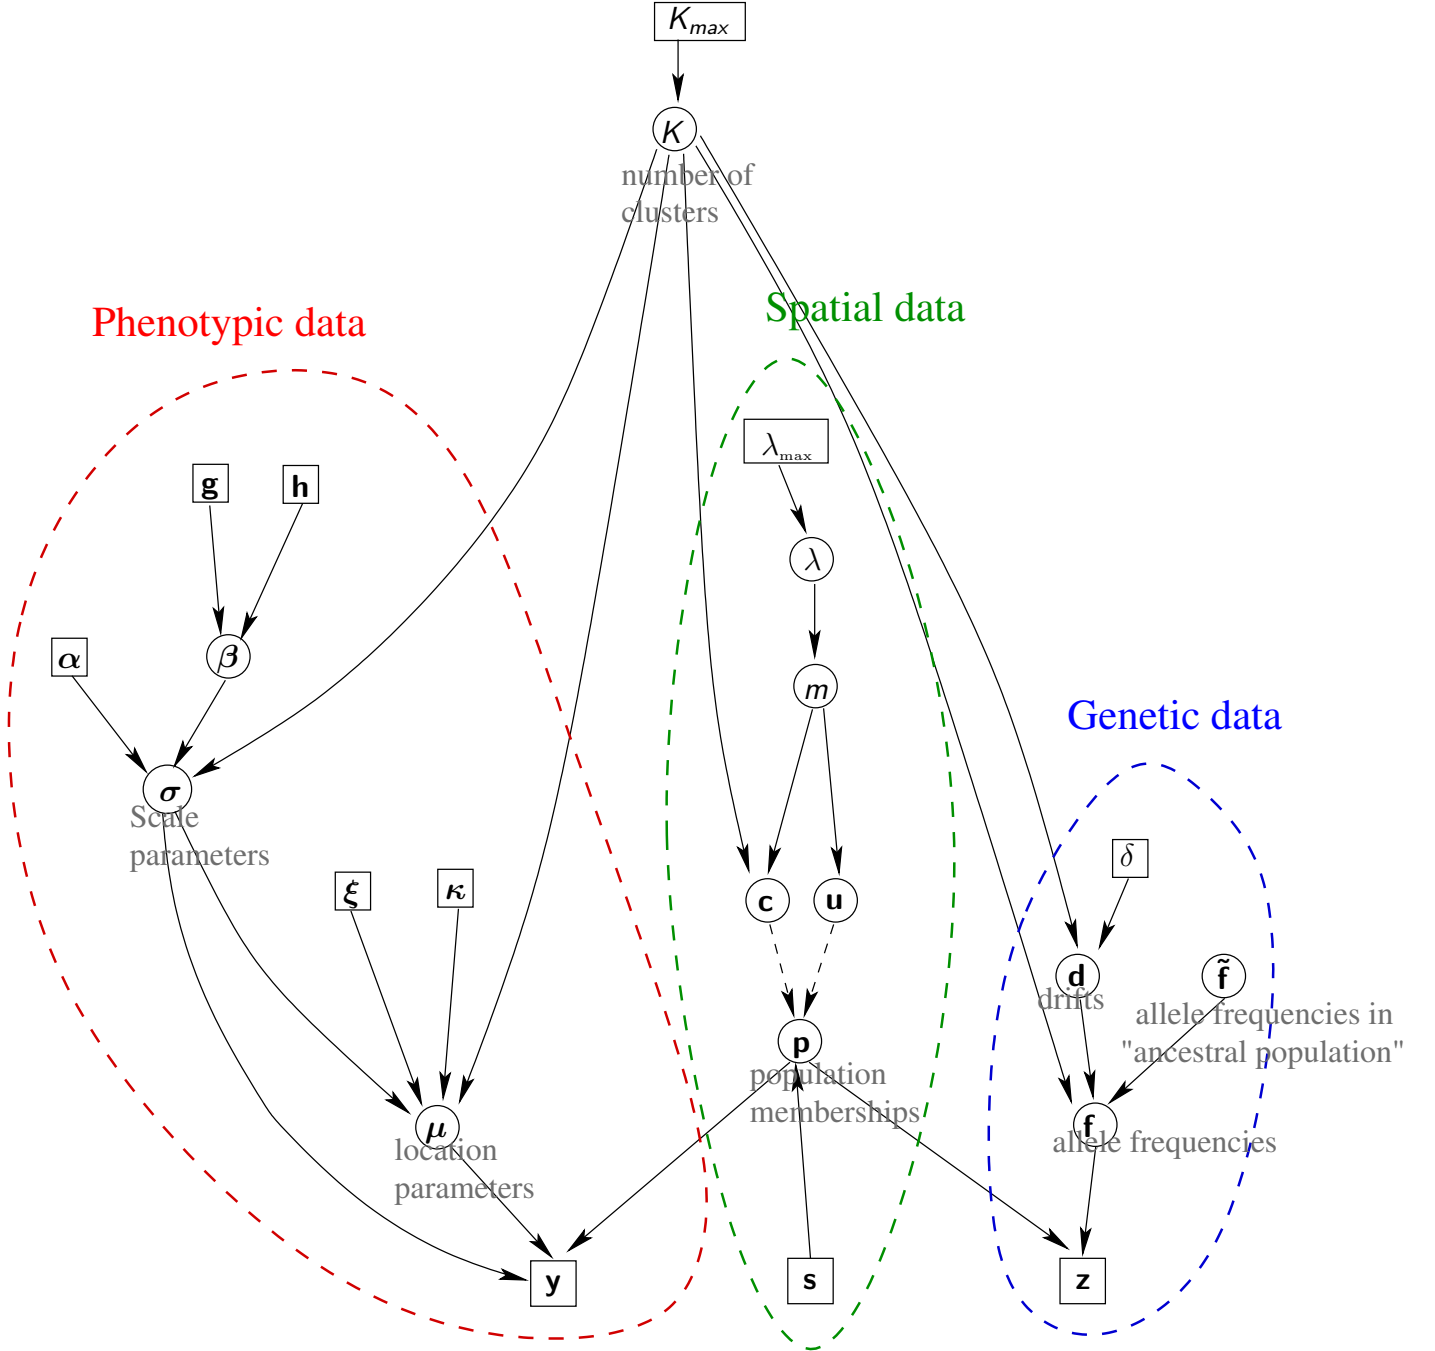 K_max
K
number of
clusters
Spatial data
Phenotypic data
λ_max
g h
λ
α β
m
Genetic data
σ
Scale
parameters
δ
ξ κ
c u
d f̃
drifts
allele frequencies in
"ancestral population"
p
population
memberships
μ
location
parameters
f
allele frequencies
y s z